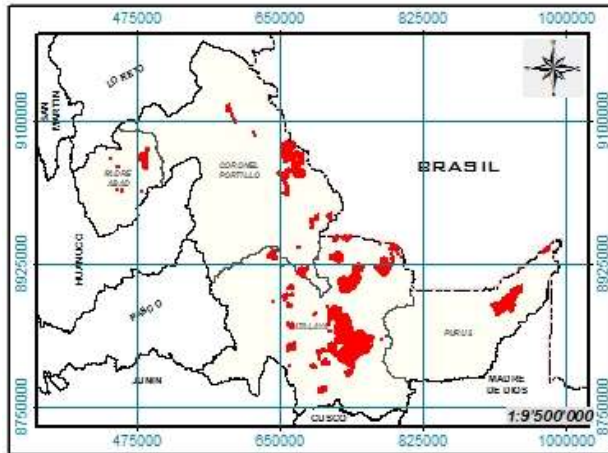 475000 650000 825000 1000000
9100000
9100000
LORETO
SAN
MARTIN
PADRE
ABAD
CORONEL
PORTILLO
BRASIL
HUANUCO
8925000
8925000
PASCO
ATALAYA
PURUS
JUNIN
MADRE
DE DIOS
CUSCO
8750000
8750000
1:9'500'000
475000 650000 825000 1000000